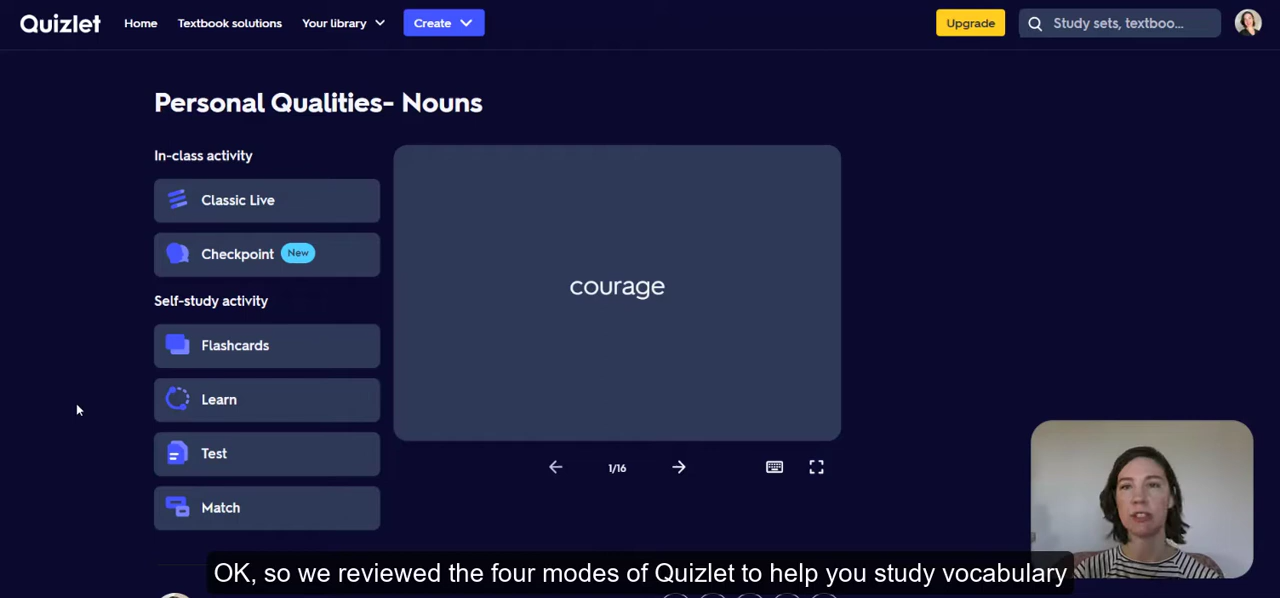 Quizlet
Home
Textbook solutions
Your library
Create
Upgrade
Study sets, textboo...
Personal Qualities- Nouns
In-class activity
Classic Live
Checkpoint New
Self-study activity
Flashcards
Learn
Test
Match
courage
1/16
OK, so we reviewed the four modes of Quizlet to help you study vocabulary